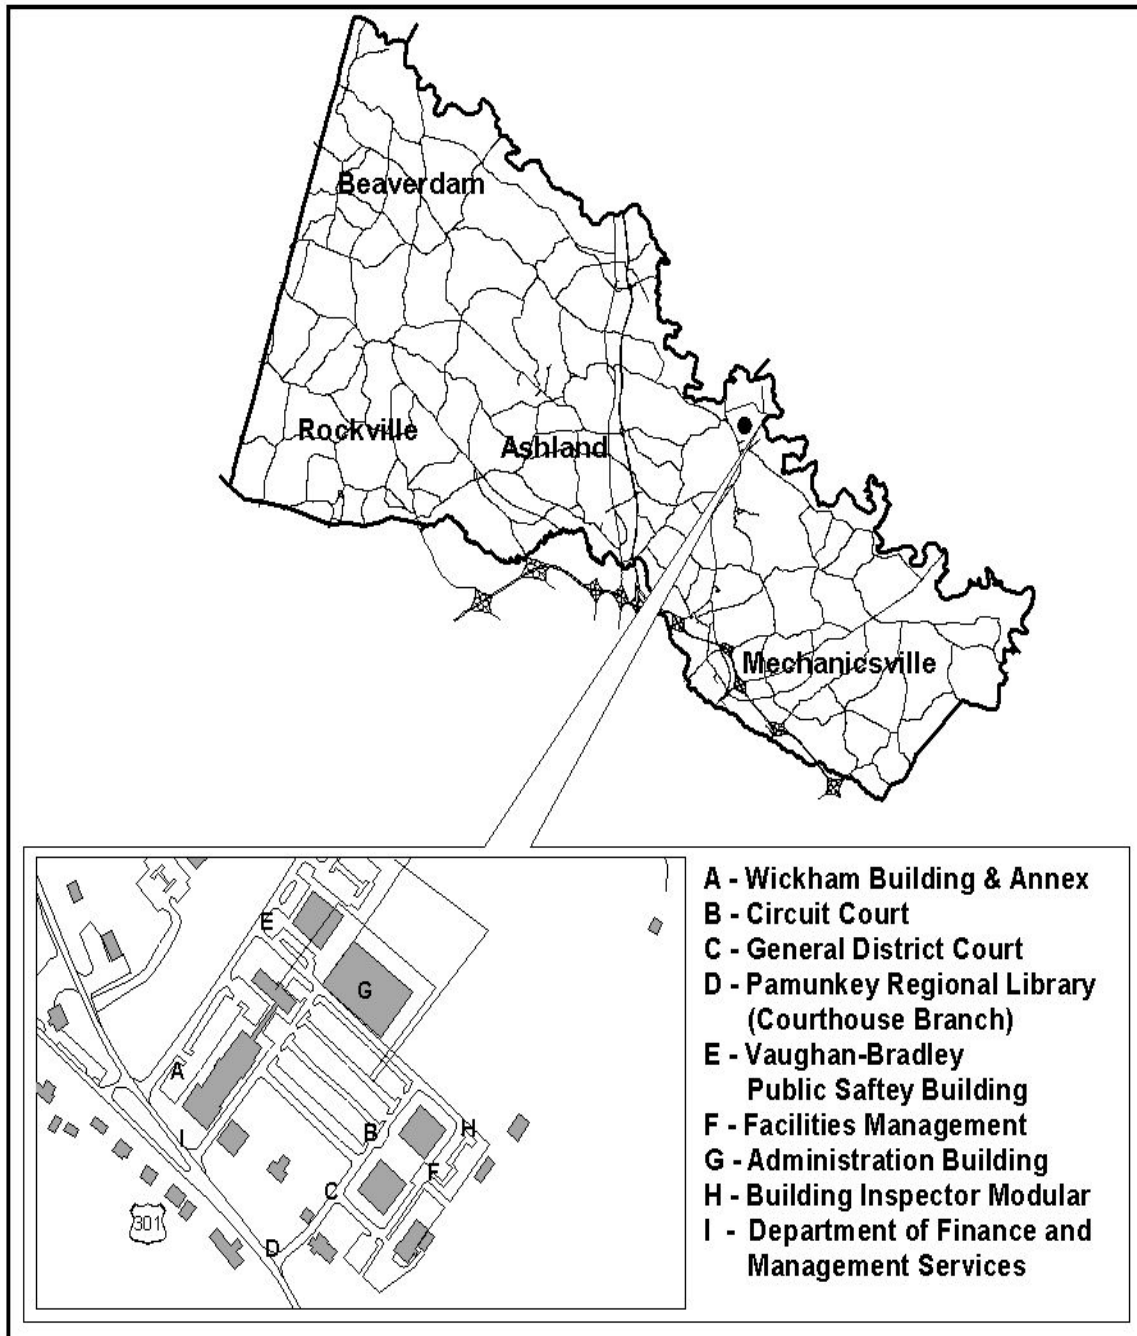 Beaverdam
Rockville
Ashland
Mechanicsville
E
G
A
I
B
H
F
C
D
301
A - Wickham Building & Annex
B - Circuit Court
C - General District Court
D - Pamunkey Regional Library
(Courthouse Branch)
E - Vaughan-Bradley
Public Saftey Building
F - Facilities Management
G - Administration Building
H - Building Inspector Modular
I - Department of Finance and
Management Services